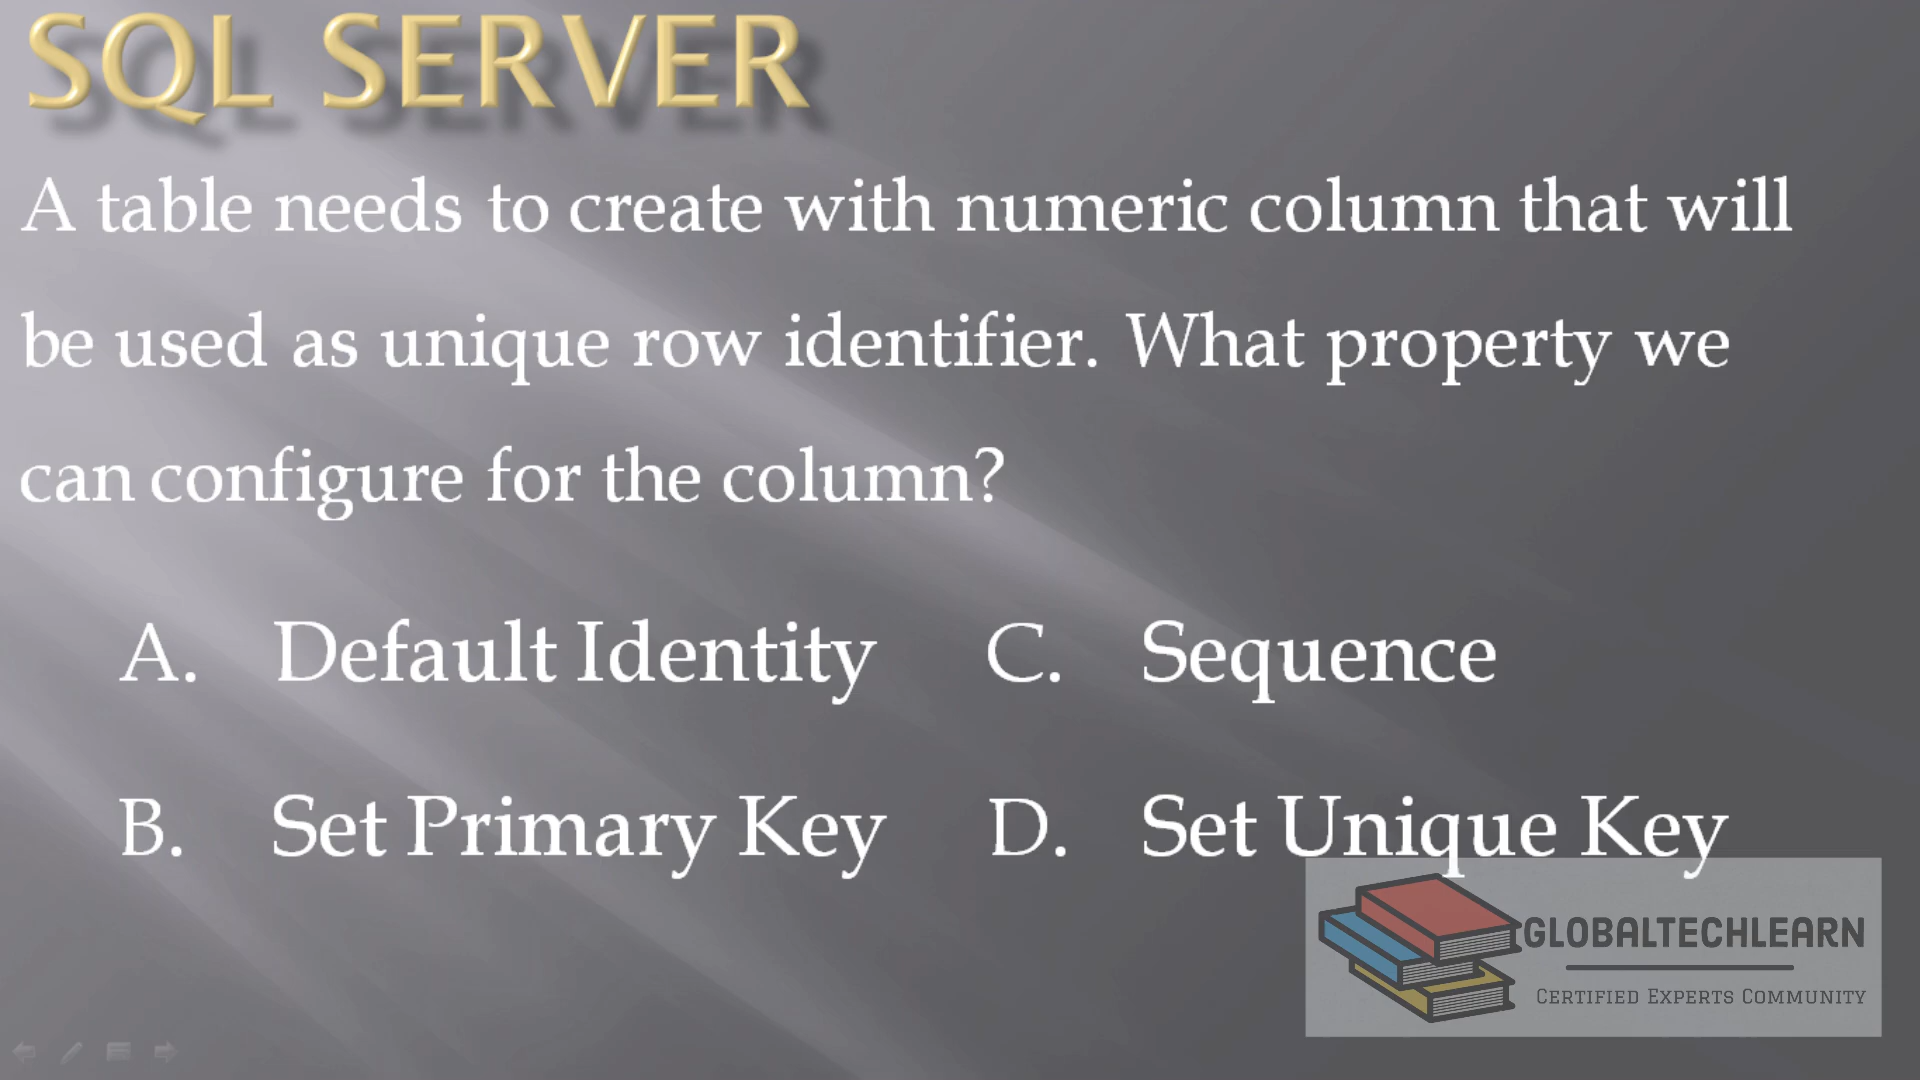 SQL SERVER
A table needs to create with numeric column that will
be used as unique row identifier. What property we
can configure for the column?
A. Default Identity
C. Sequence
B. Set Primary Key
D. Set Unique Key
GLOBALTECHLEARN
CERTIFIED EXPERTS COMMUNITY